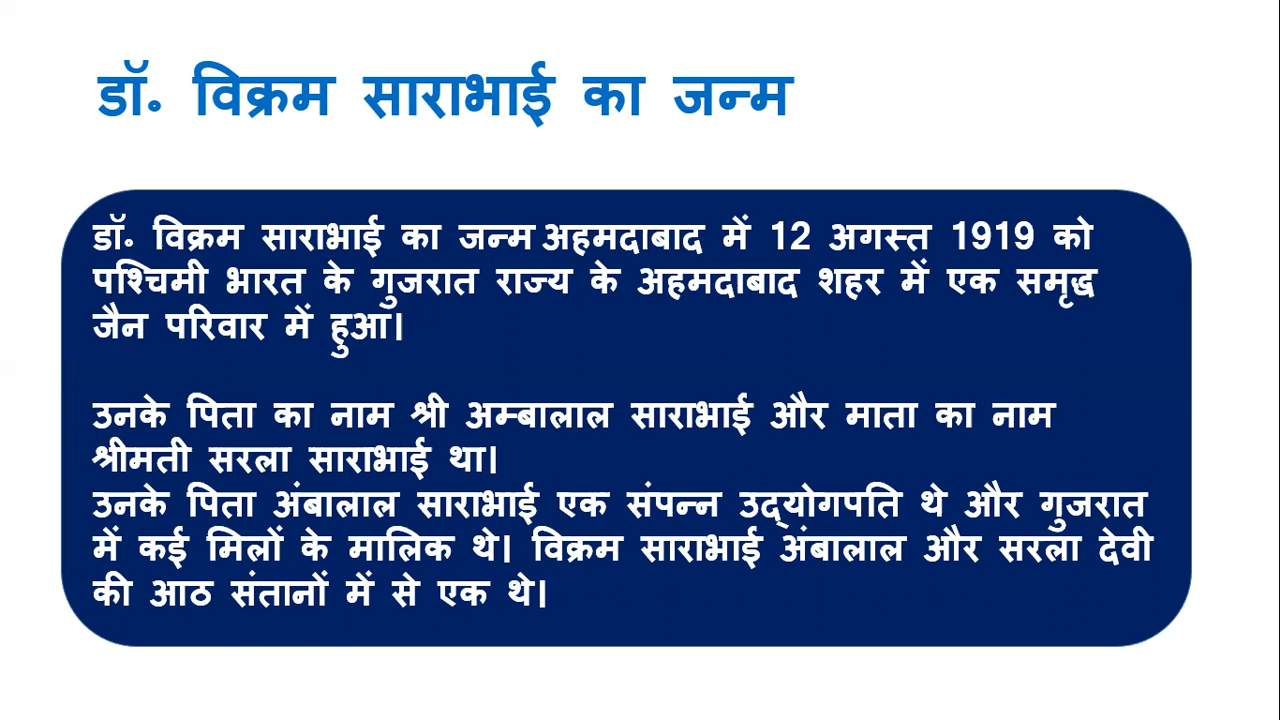 डॉ॰ विक्रम साराभाई का जन्म
डॉ॰ विक्रम साराभाई का जन्म अहमदाबाद में 12 अगस्त 1919 को
पश्चिमी भारत के गुजरात राज्य के अहमदाबाद शहर में एक समृद्ध
जैन परिवार में हुआ।
उनके पिता का नाम श्री अम्बालाल साराभाई और माता का नाम
श्रीमती सरला साराभाई था।
उनके पिता अंबालाल साराभाई एक संपन्न उद्योगपति थे और गुजरात
में कई मिलों के मालिक थे। विक्रम साराभाई अंबालाल और सरला देवी
की आठ संतानों में से एक थे।